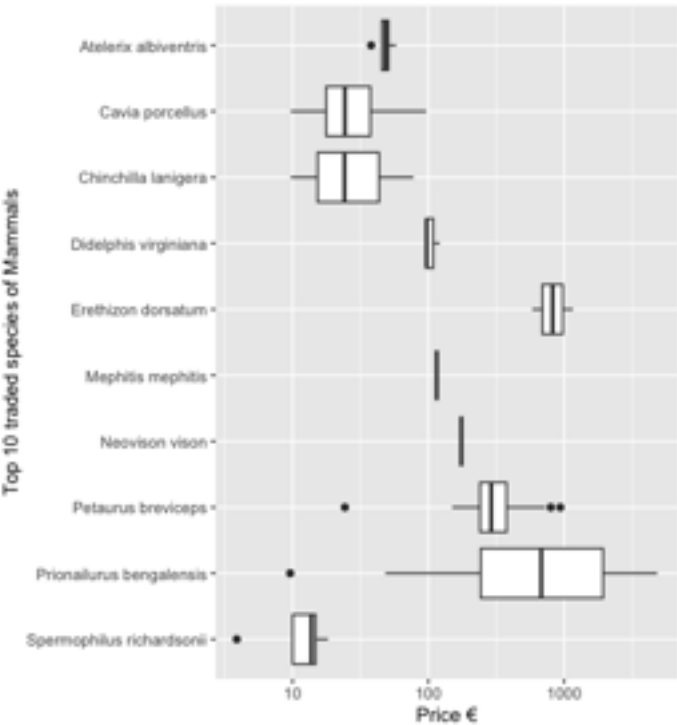 Top 10 traded species of Mammals
Atelerix albiventris
Cavia porcellus
Chinchilla lanigera
Didelphis virginiana
Erethizon dorsatum
Mephitis mephitis
Neovison vison
Petaurus breviceps
Prionailurus bengalensis
Spermophilus richardsonii
10 100 1000
Price €